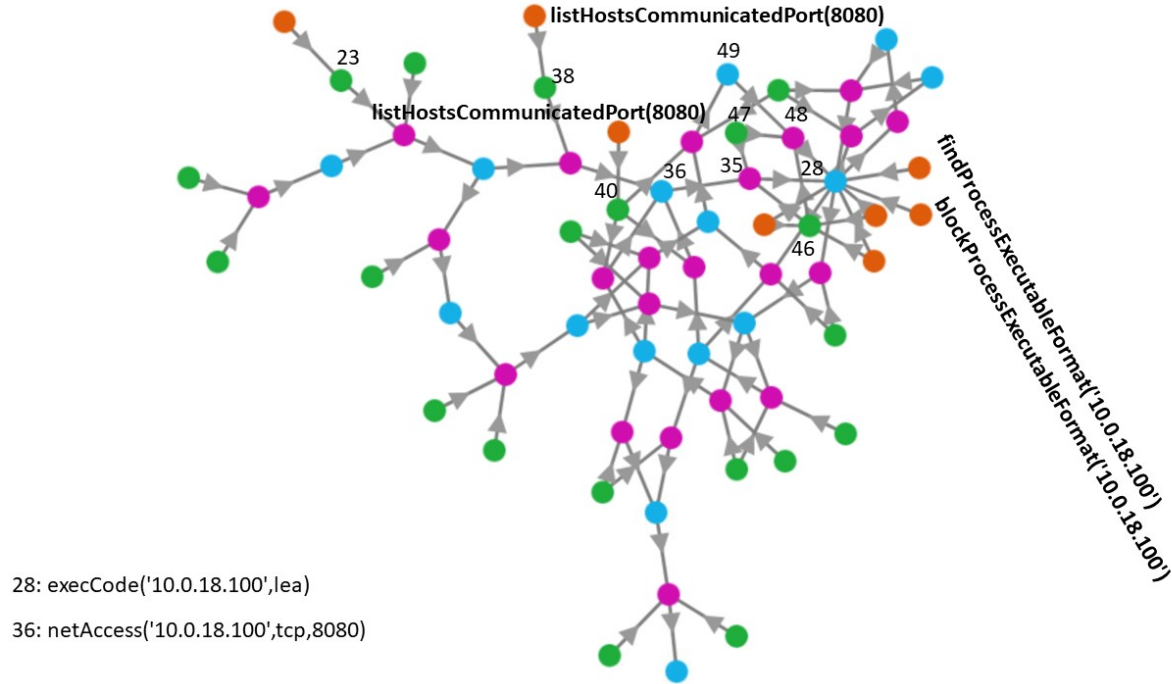 listHostsCommunicatedPort(8080)
23
38
49
listHostsCommunicatedPort(8080)
47
48
35
28
36
40
46
findProcessExecutableFormat('10.0.18.100')
blockProcessExecutableFormat('10.0.18.100')
28: execCode('10.0.18.100',lea)
36: netAccess('10.0.18.100',tcp,8080)